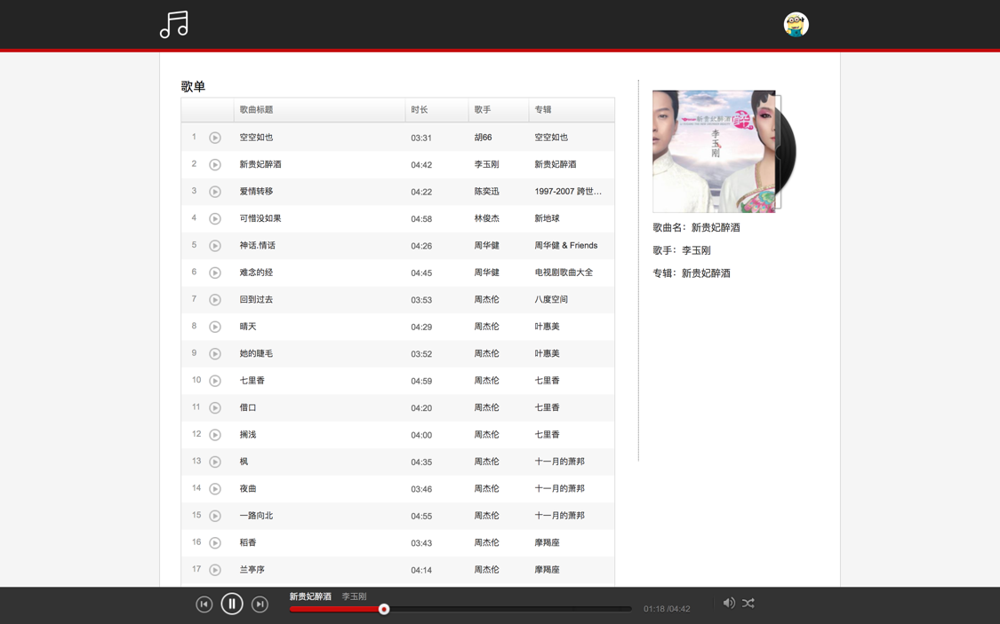 歌单
歌曲标题 时长 歌手 专辑
1 空空如也 03:31 胡66 空空如也
2 新贵妃醉酒 04:42 李玉刚 新贵妃醉酒
3 爱情转移 04:22 陈奕迅 1997-2007 跨世...
4 可惜没如果 04:58 林俊杰 新地球
5 神话.情话 04:26 周华健 周华健 & Friends
6 难念的经 04:45 周华健 电视剧歌曲大全
7 回到过去 03:53 周杰伦 八度空间
8 晴天 04:29 周杰伦 叶惠美
9 她的睫毛 03:52 周杰伦 叶惠美
10 七里香 04:59 周杰伦 七里香
11 借口 04:20 周杰伦 七里香
12 搁浅 04:00 周杰伦 七里香
13 枫 04:35 周杰伦 十一月的萧邦
14 夜曲 03:46 周杰伦 十一月的萧邦
15 一路向北 04:55 周杰伦 十一月的萧邦
16 稻香 03:43 周杰伦 摩羯座
17 兰亭序 04:14 周杰伦 摩羯座
新贵妃醉酒
李玉刚
歌曲名：新贵妃醉酒
歌手：李玉刚
专辑：新贵妃醉酒
新贵妃醉酒 李玉刚
01:18 /04:42